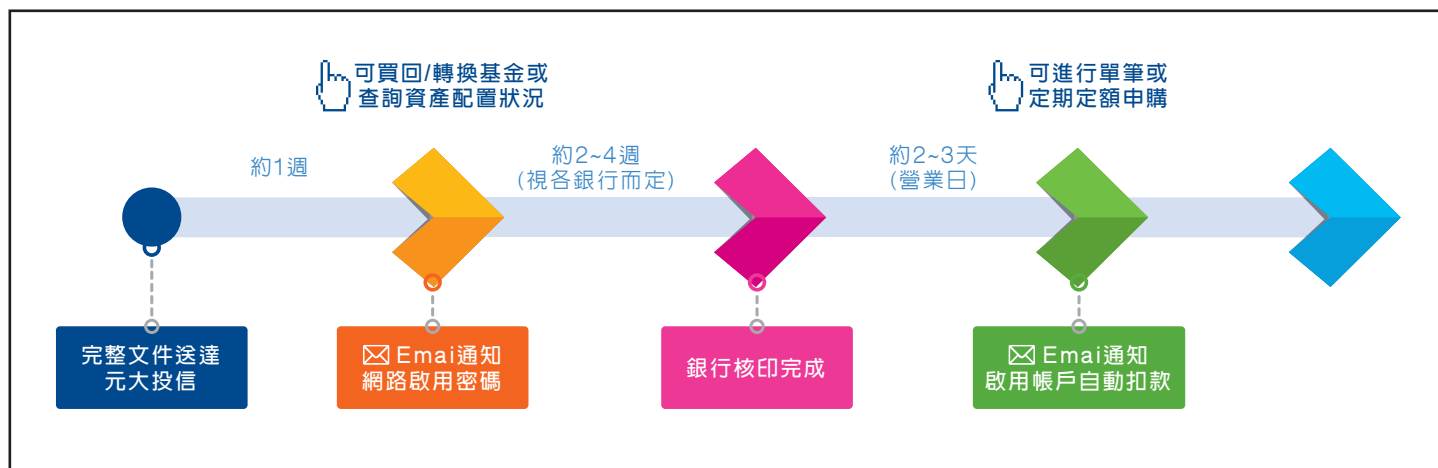 可買回/轉換基金或
查詢資產配置狀況
可進行單筆或
定期定額申購
約1週
約2~4週
(視各銀行而定)
約2~3天
(營業日)
完整文件送達
元大投信
Emai通知
網路啟用密碼
銀行核印完成
Emai通知
啟用帳戶自動扣款